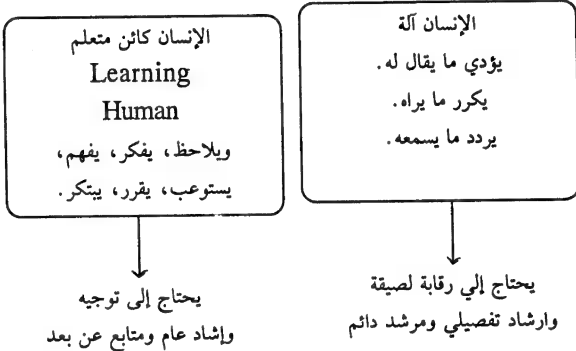 الإنسان آلة
يؤدي ما يقال له.
يكرر ما يراه.
يردد ما يسمعه.
يحتاج إلي رقابة لصيقة
وارشاد تفصيلي ومرشد دائم
الإنسان كائن متعلم
Learning
Human
ويلاحظ، يفكر، يفهم،
يستوعب، يقرر، يبتكر.
يحتاج إلى توجيه
وإشاد عام ومتابع عن بعد